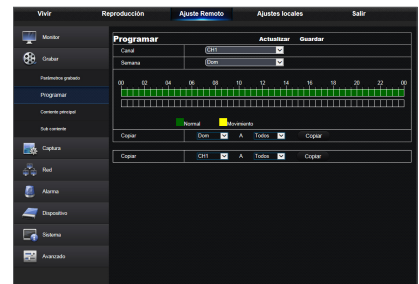 Vivir Reproducción Ajuste Remoto Ajustes locales Salir
Monitor
Grabar
Parámetros grabado
Programar
Contexte principal
Sub contexte
Captura
Red
Alarma
Dispositivo
Sistema
Avanzado
Programar Actualizar Guardar
Canal CH1
Semana Dom
00 02 04 06 08 10 12 14 16 18 20 22 00
Normal Movimiento
Copiar Dom A Todos Copiar
Copiar CH1 A Todos Copiar